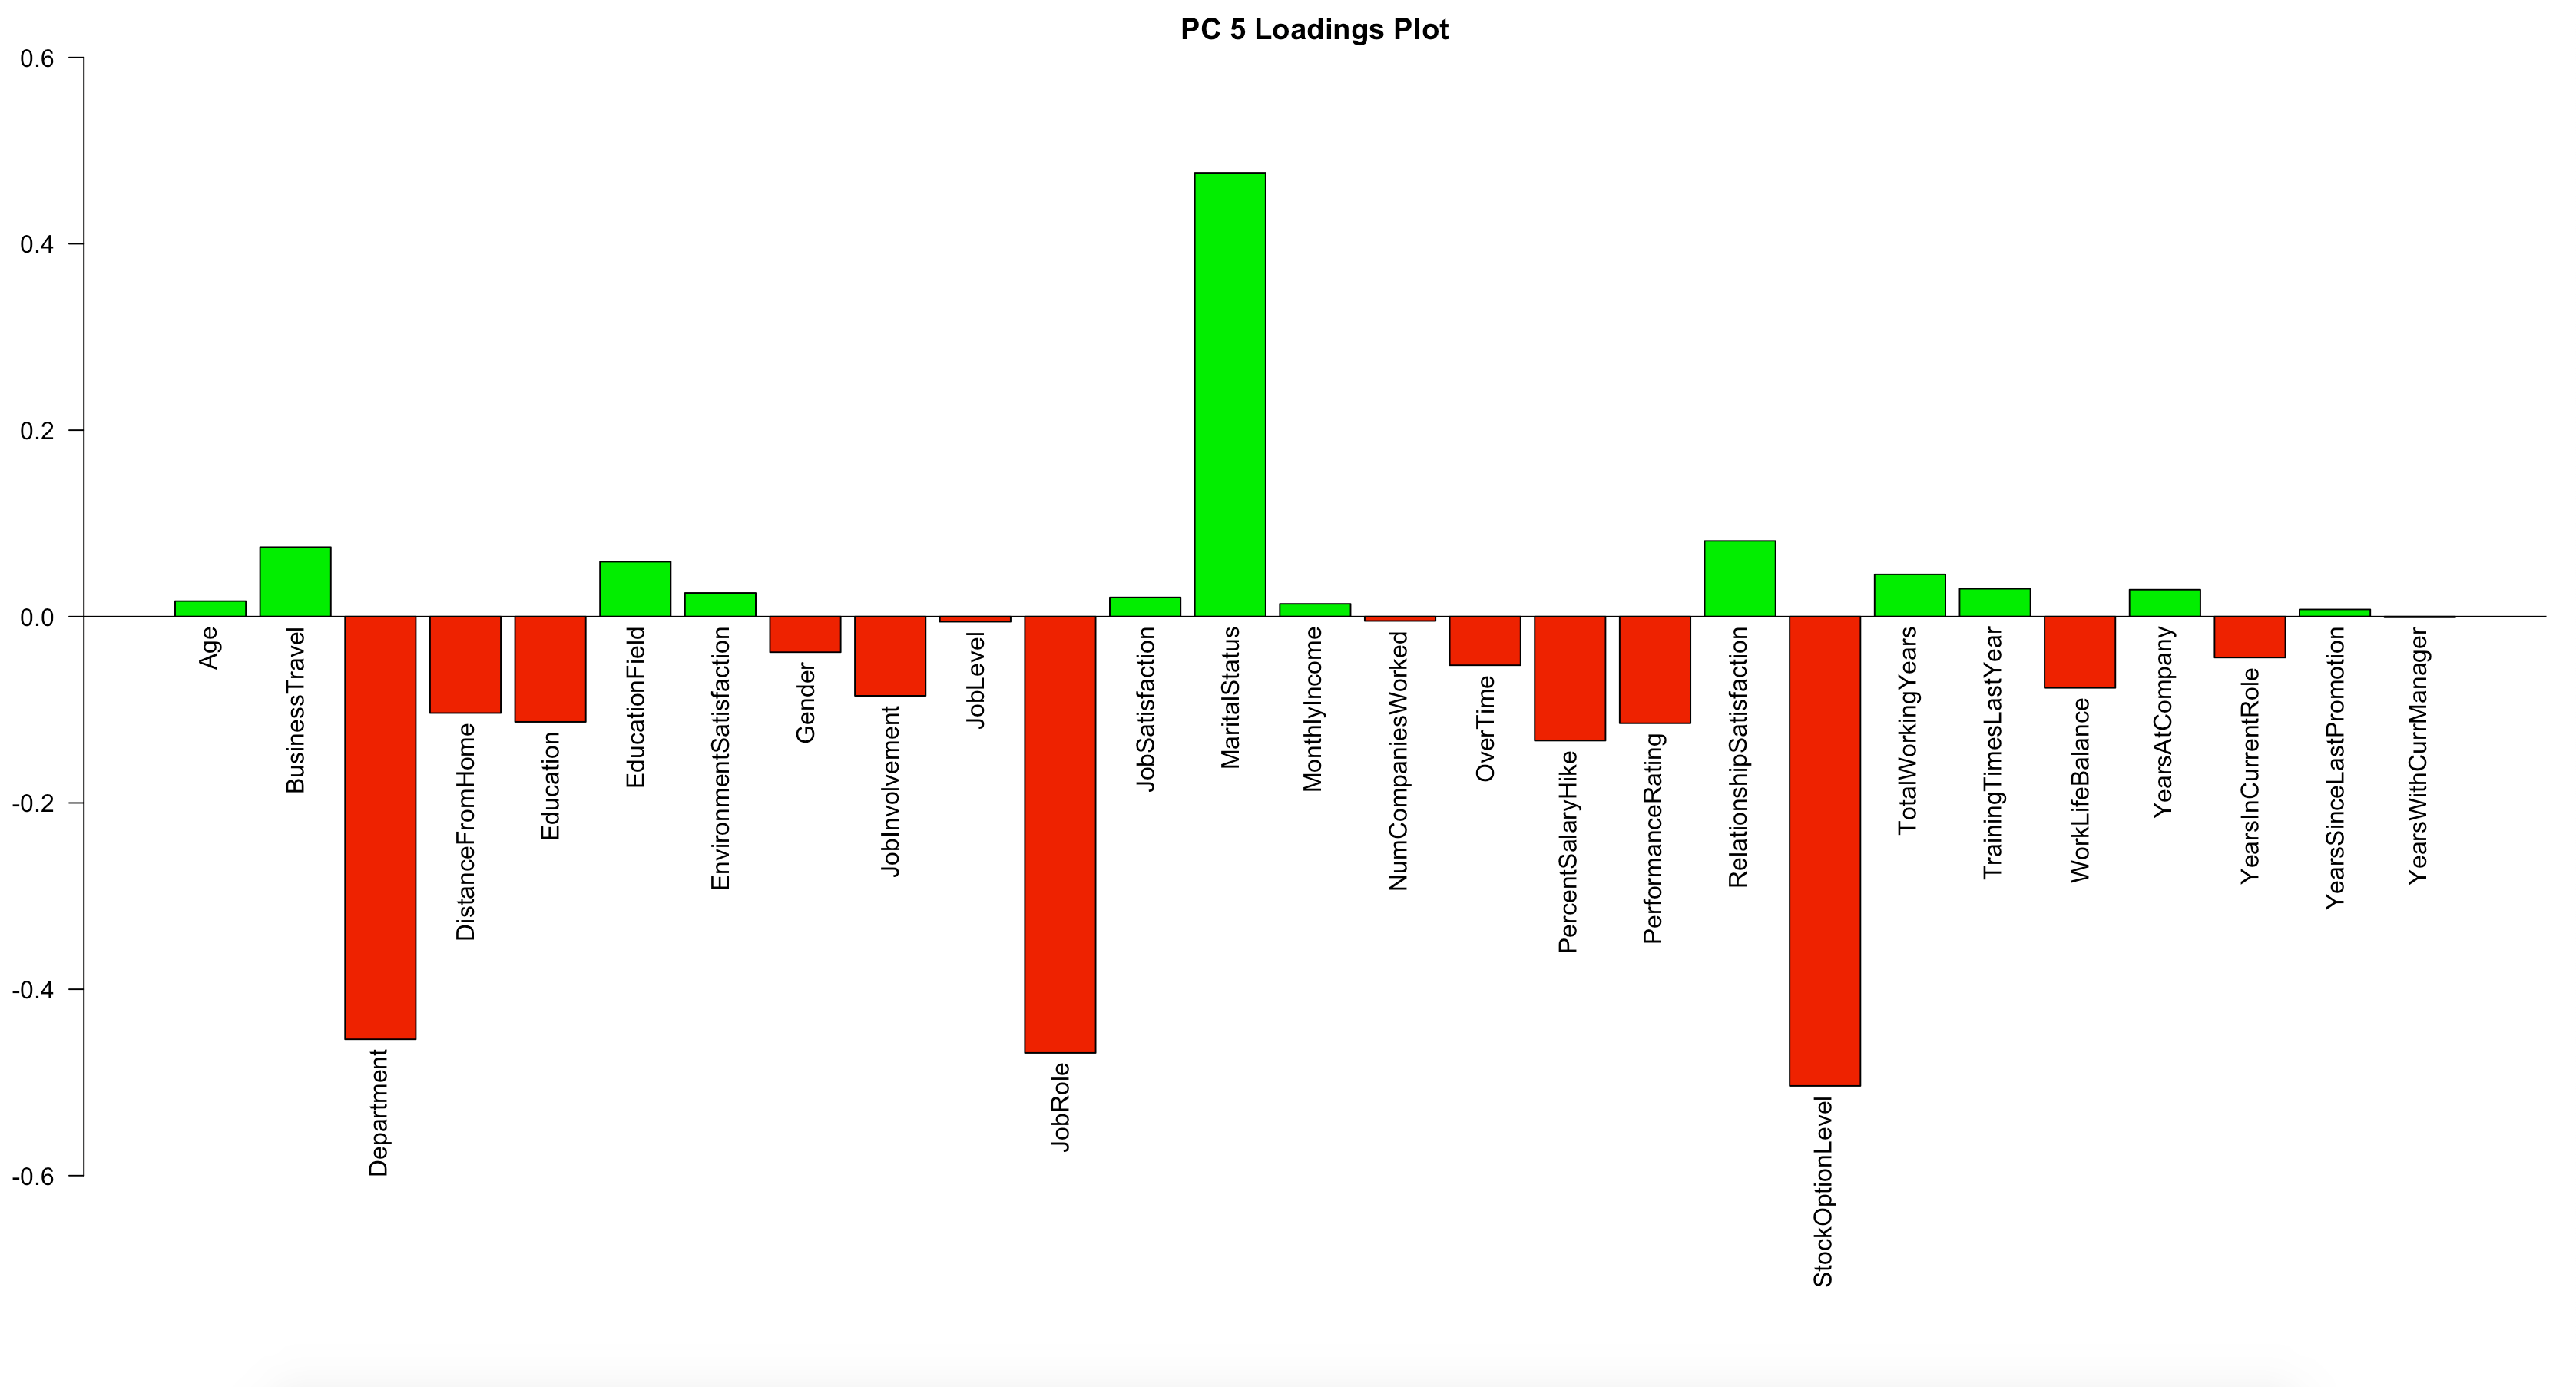 PC 5 Loadings Plot
0.6
0.4
0.2
0.0
-0.2
-0.4
-0.6
Age
BusinessTravel
Department
DistanceFromHome
Education
EducationField
EnvironmentSatisfaction
Gender
JobInvolvement
JobLevel
JobRole
JobSatisfaction
MaritalStatus
MonthlyIncome
NumCompaniesWorked
OverTime
PercentSalaryHike
PerformanceRating
RelationshipSatisfaction
StockOptionLevel
TotalWorkingYears
TrainingTimesLastYear
WorkLifeBalance
YearsAtCompany
YearsInCurrentRole
YearsSinceLastPromotion
YearsWithCurrManager